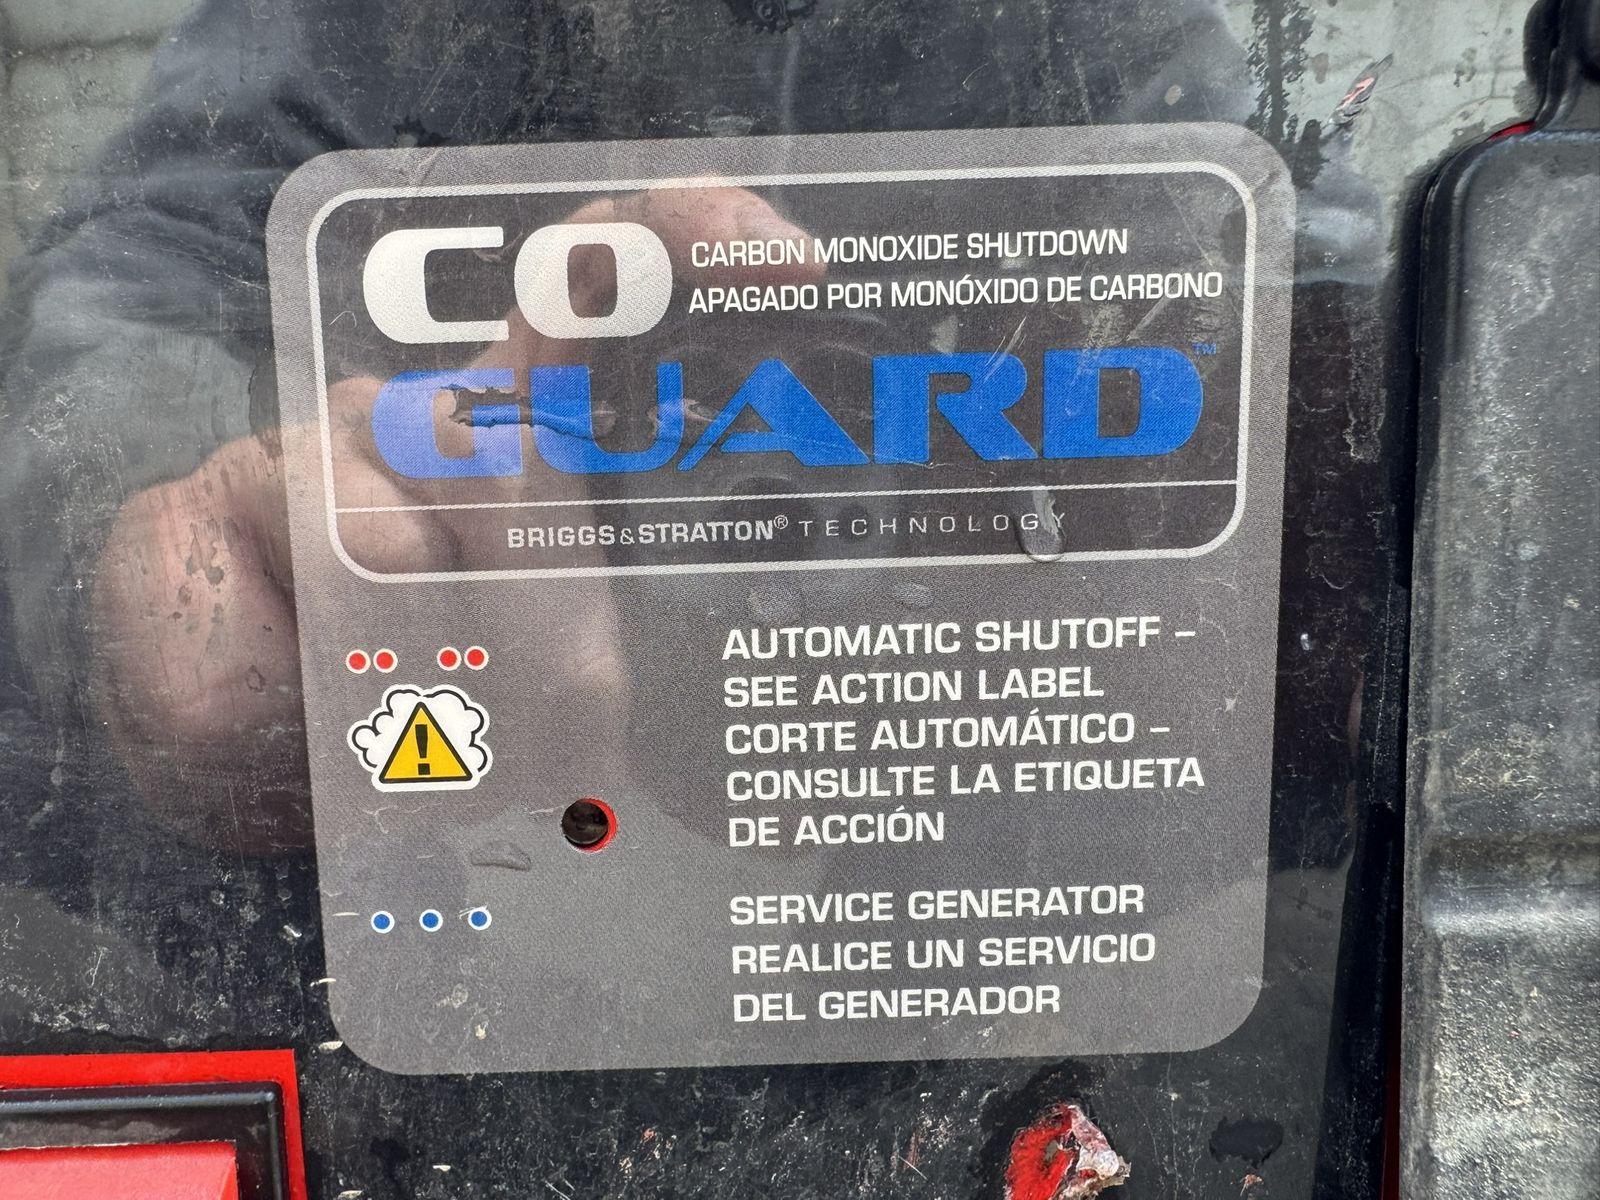 CO
CARBON MONOXIDE SHUTDOWN
APAGADO POR MONÓXIDO DE CARBONO
GUARD™
BRIGGS&STRATTON® TECHNOLOGY
AUTOMATIC SHUTOFF –
SEE ACTION LABEL
CORTE AUTOMÁTICO –
CONSULTE LA ETIQUETA
DE ACCIÓN
SERVICE GENERATOR
REALICE UN SERVICIO
DEL GENERADOR